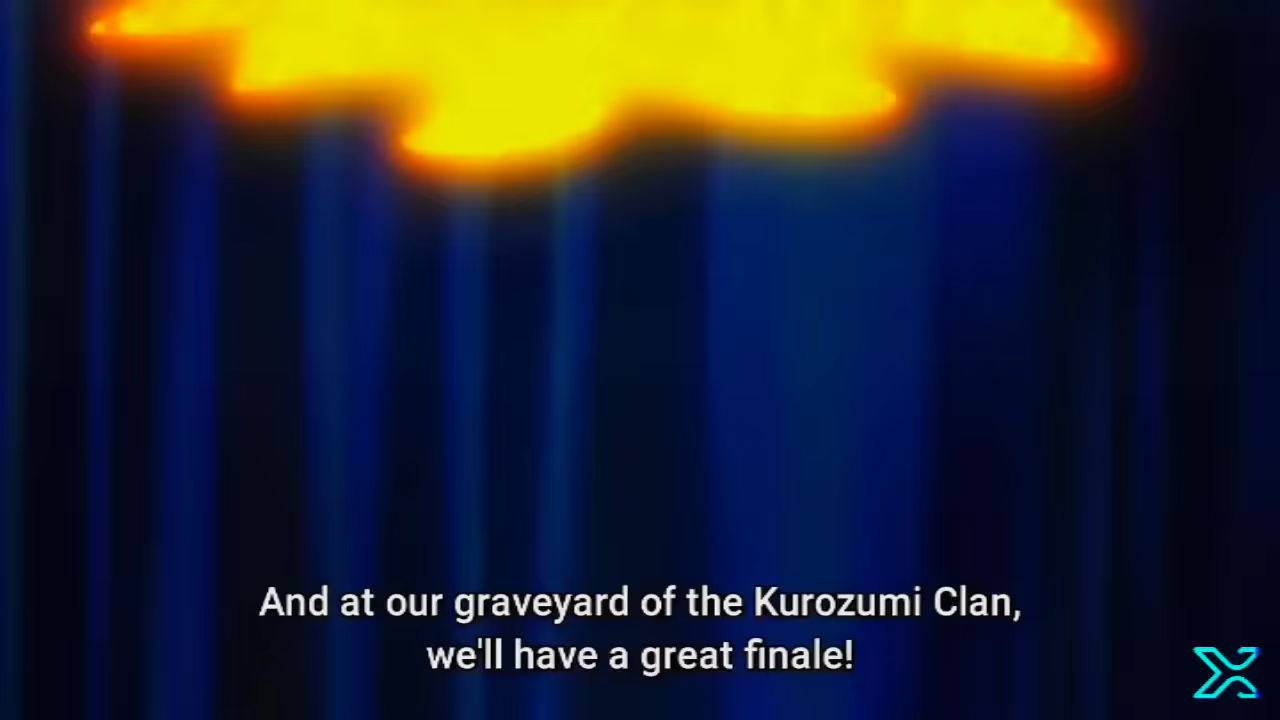 And at our graveyard of the Kurozumi Clan,
we'll have a great finale!